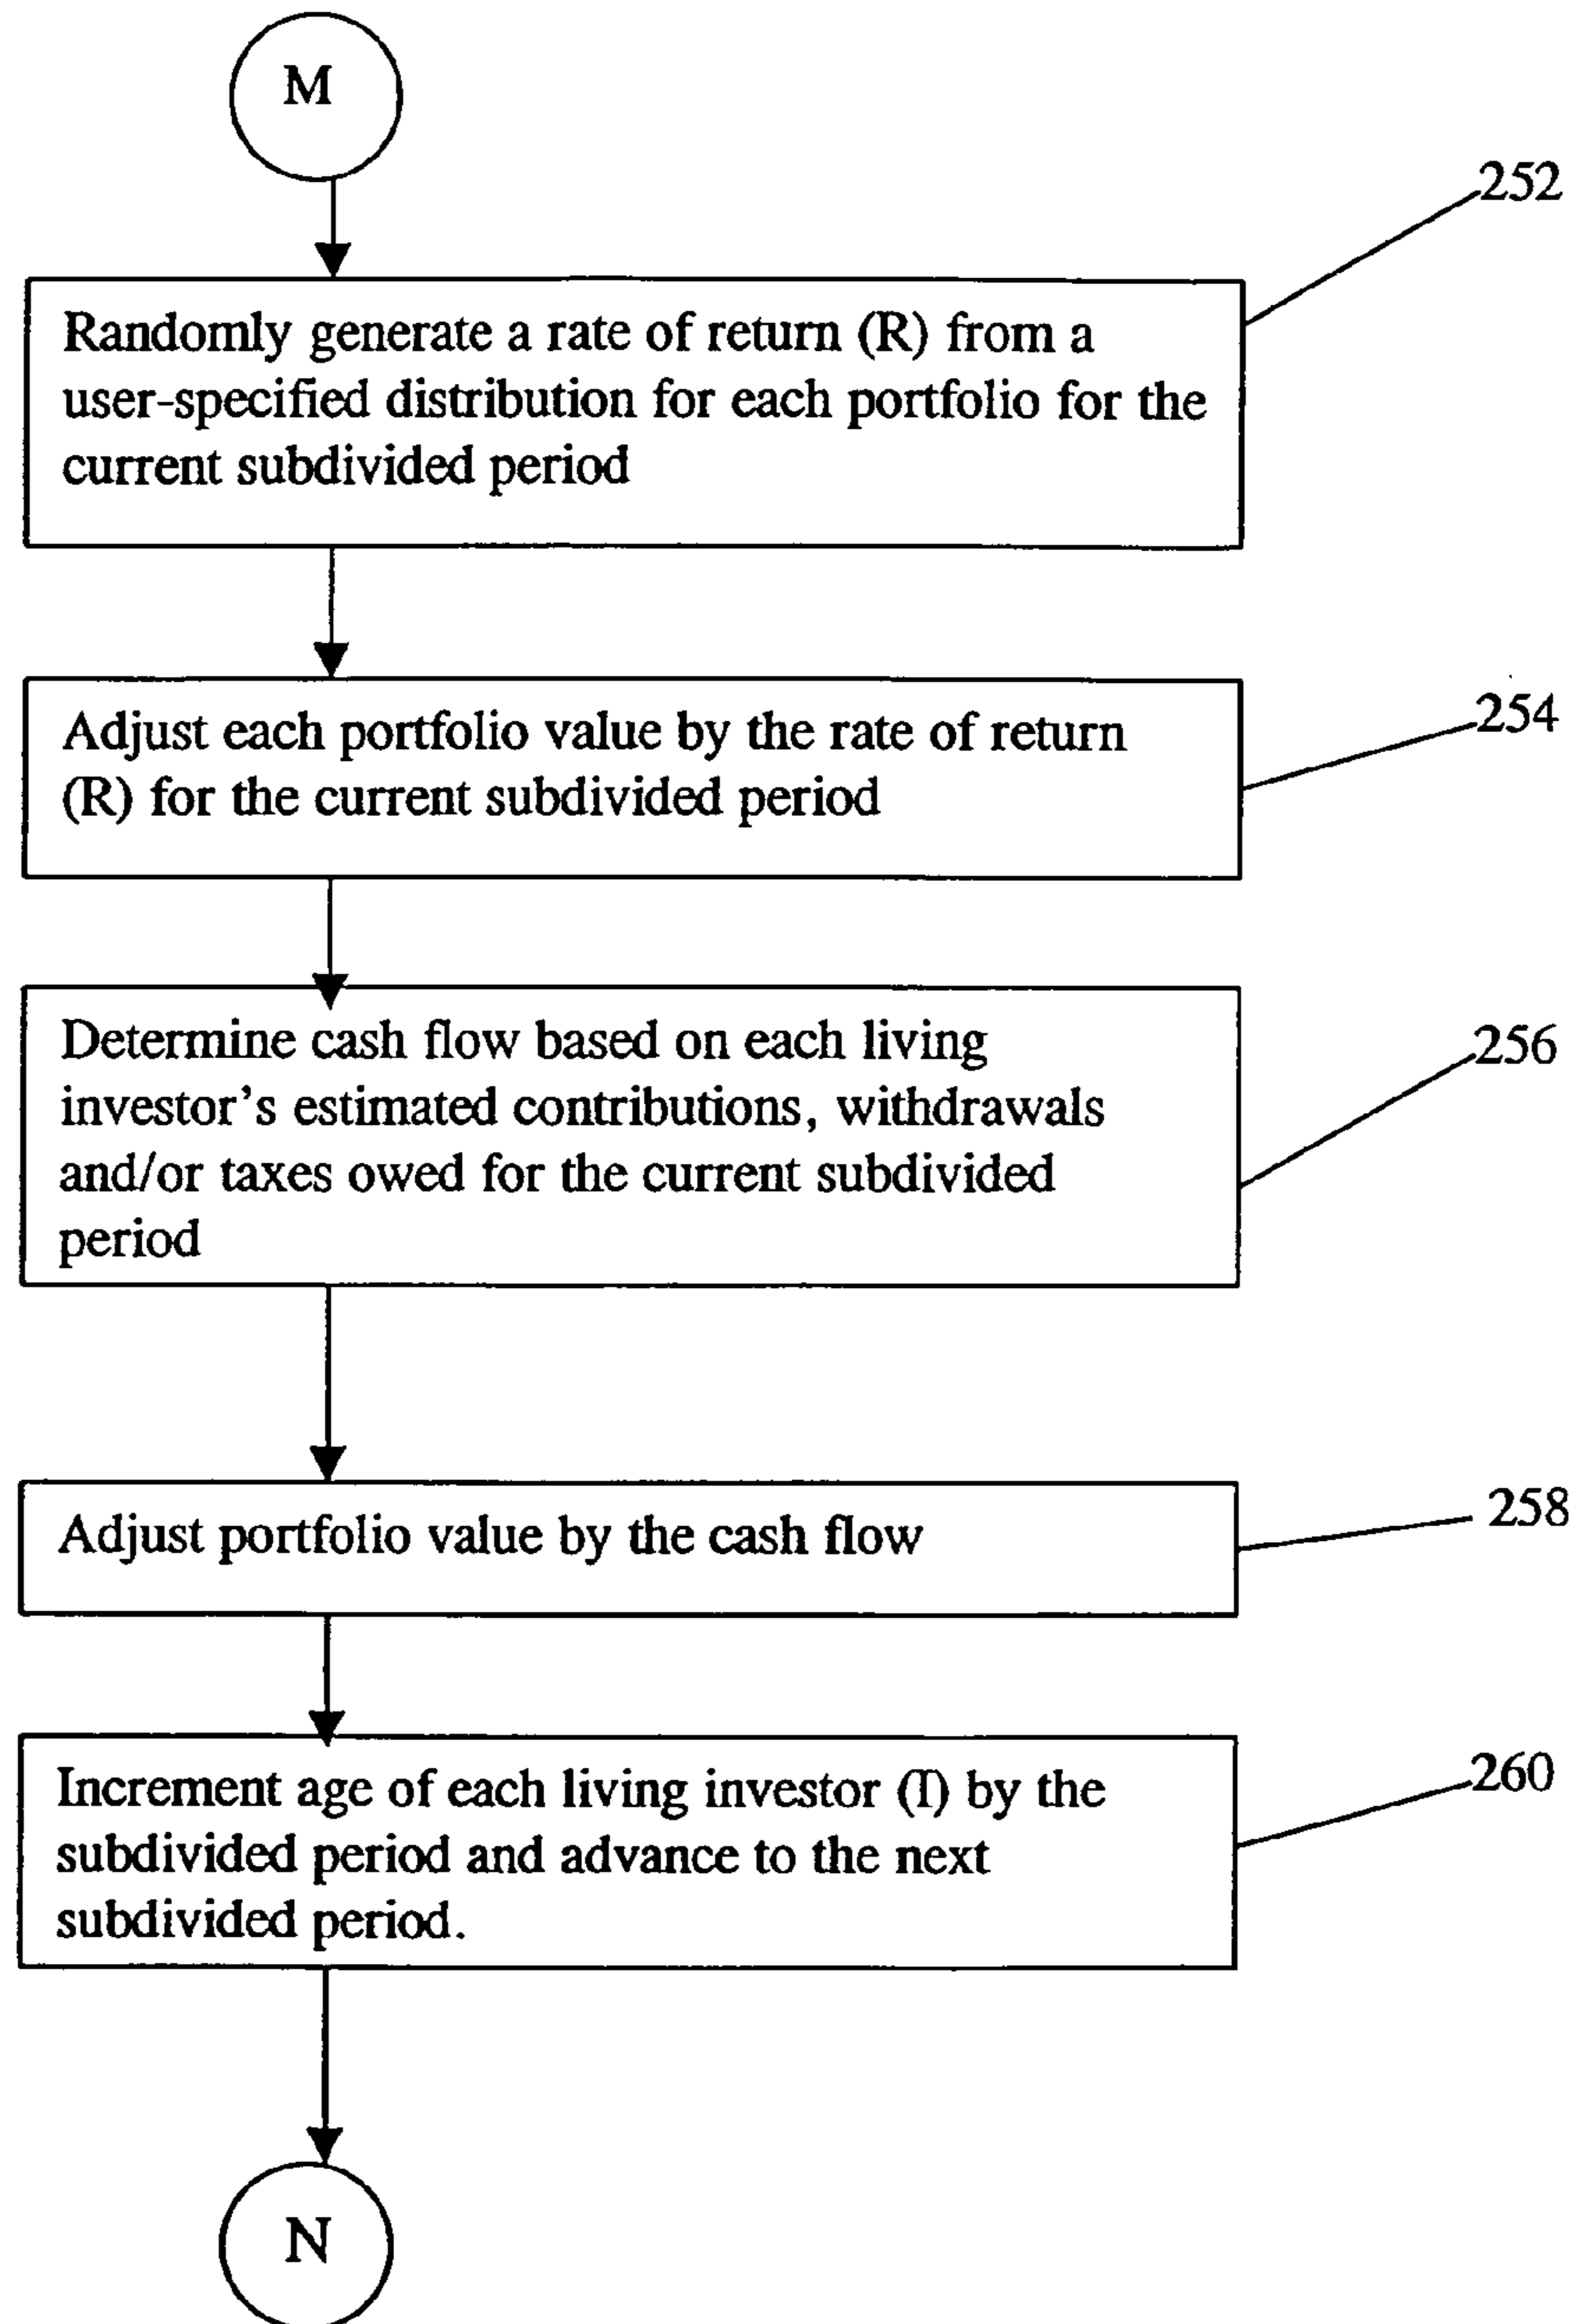 M
252
Randomly generate a rate of return (R) from a
user-specified distribution for each portfolio for the
current subdivided period
254
Adjust each portfolio value by the rate of return
(R) for the current subdivided period
256
Determine cash flow based on each living
investor's estimated contributions, withdrawals
and/or taxes owed for the current subdivided
period
258
Adjust portfolio value by the cash flow
260
Increment age of each living investor (I) by the
subdivided period and advance to the next
subdivided period.
N